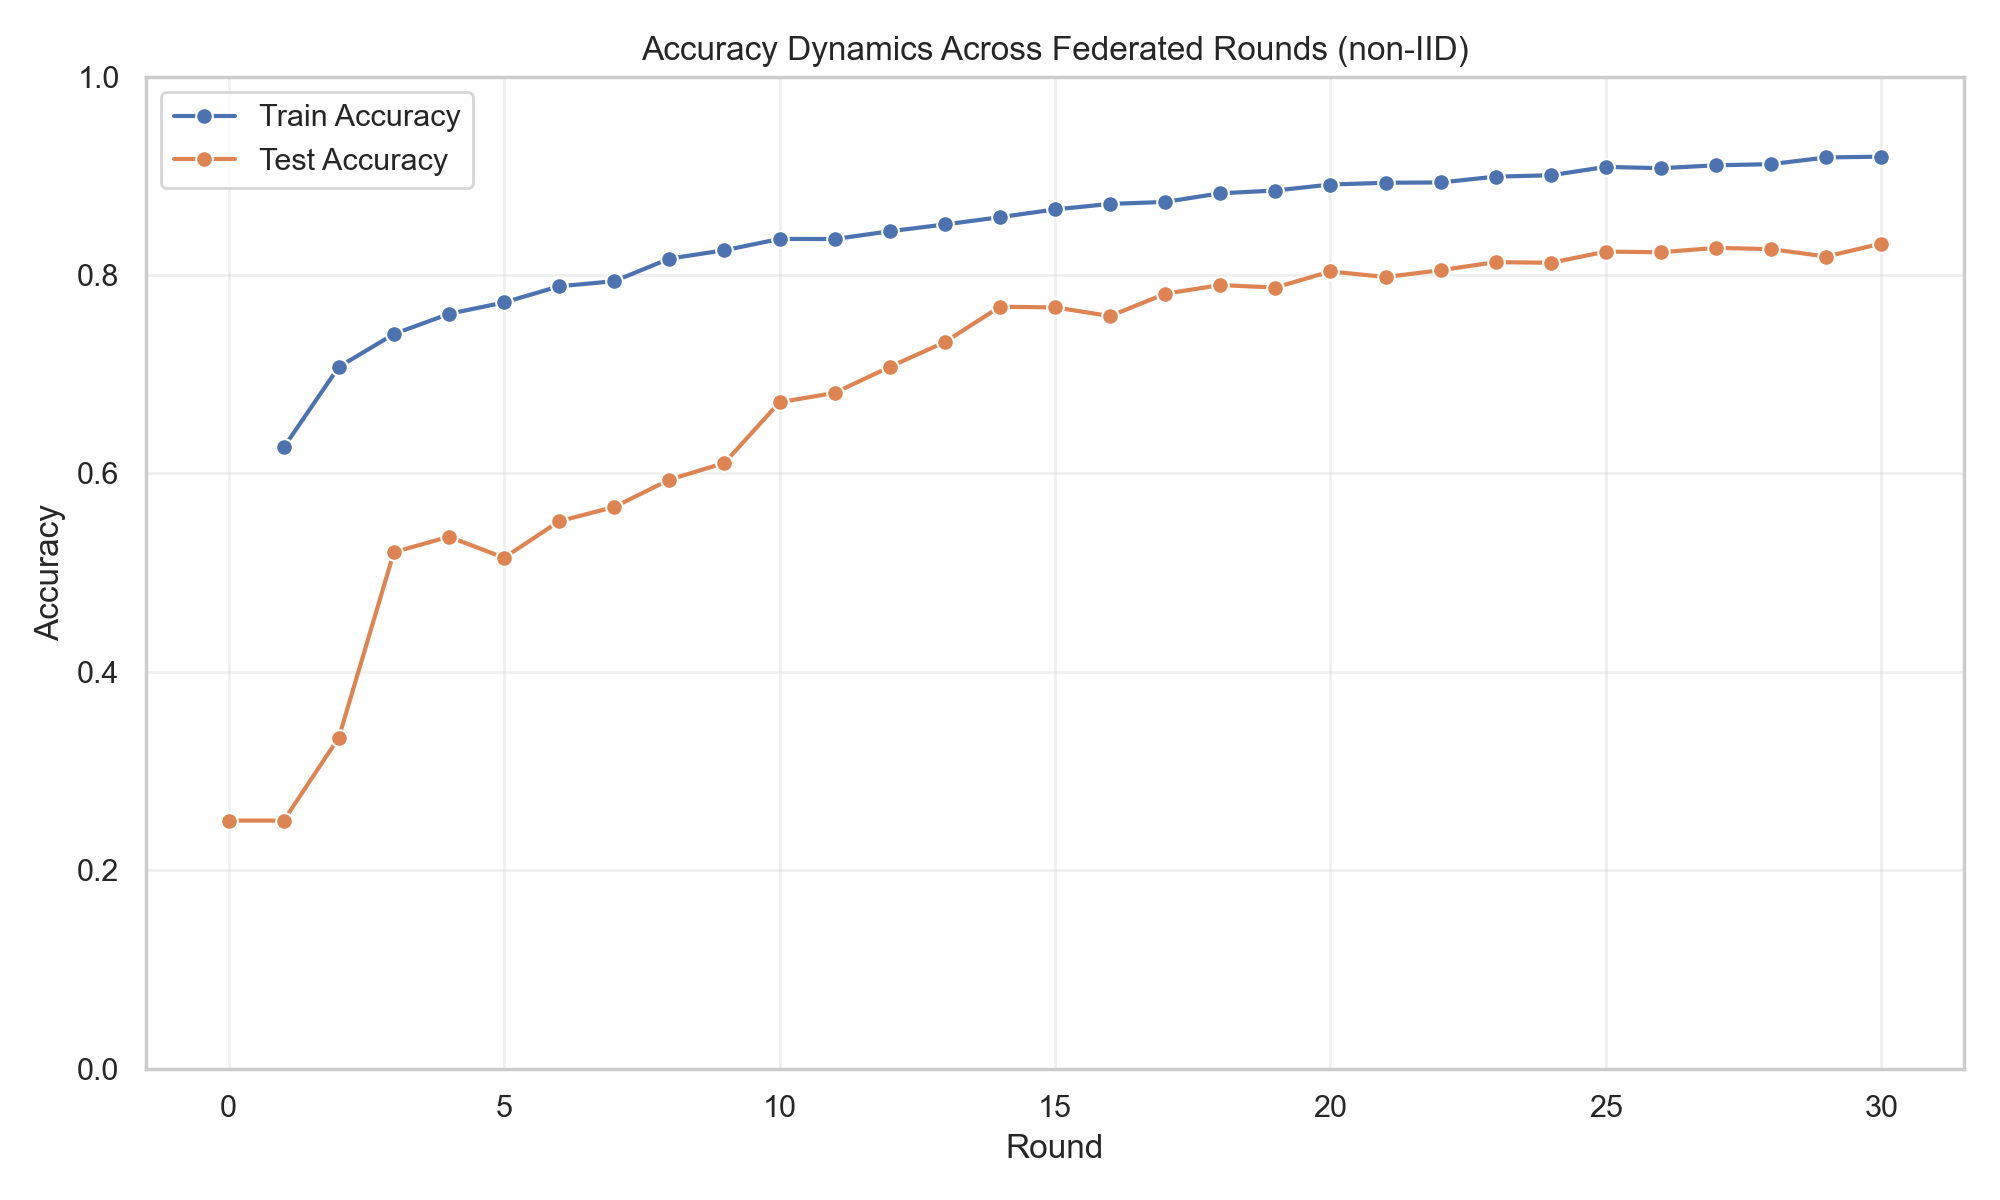 Accuracy Dynamics Across Federated Rounds (non-IID)
Train Accuracy
Test Accuracy
Accuracy
1.0
0.8
0.6
0.4
0.2
0.0
0 5 10 15 20 25 30
Round